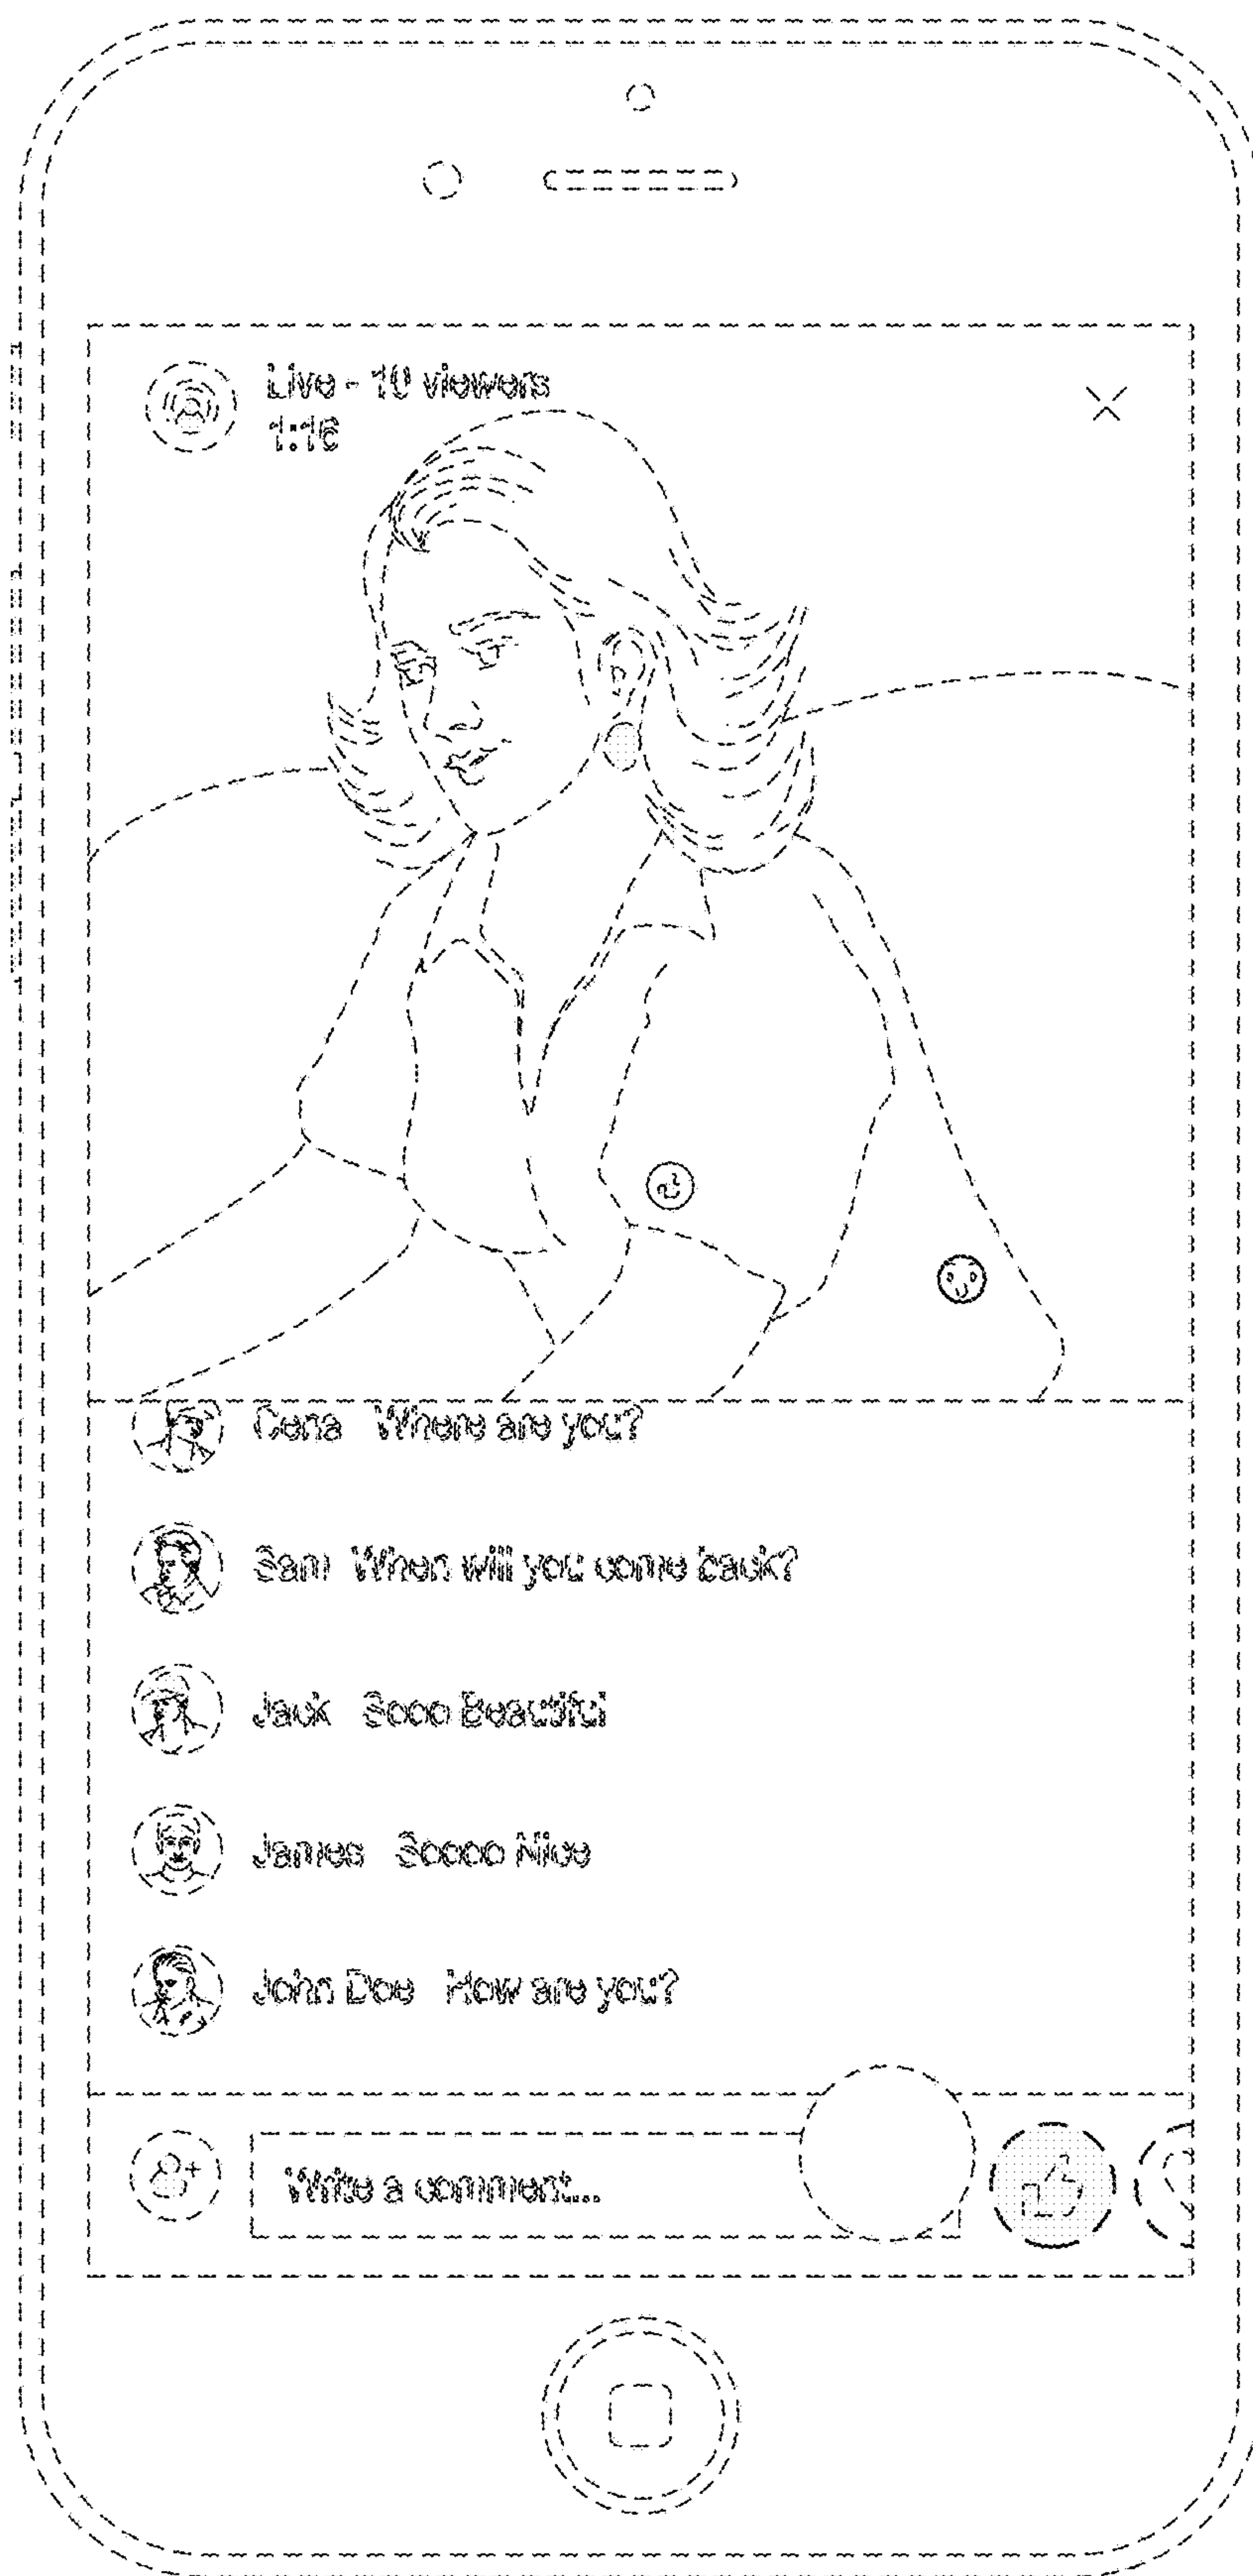 Live - 10 viewers
1:16
Cena Where are you?
Sam When will you come back?
Jack Sooo Beautiful
James Soooo Nice
John Doe How are you?
Write a comment...